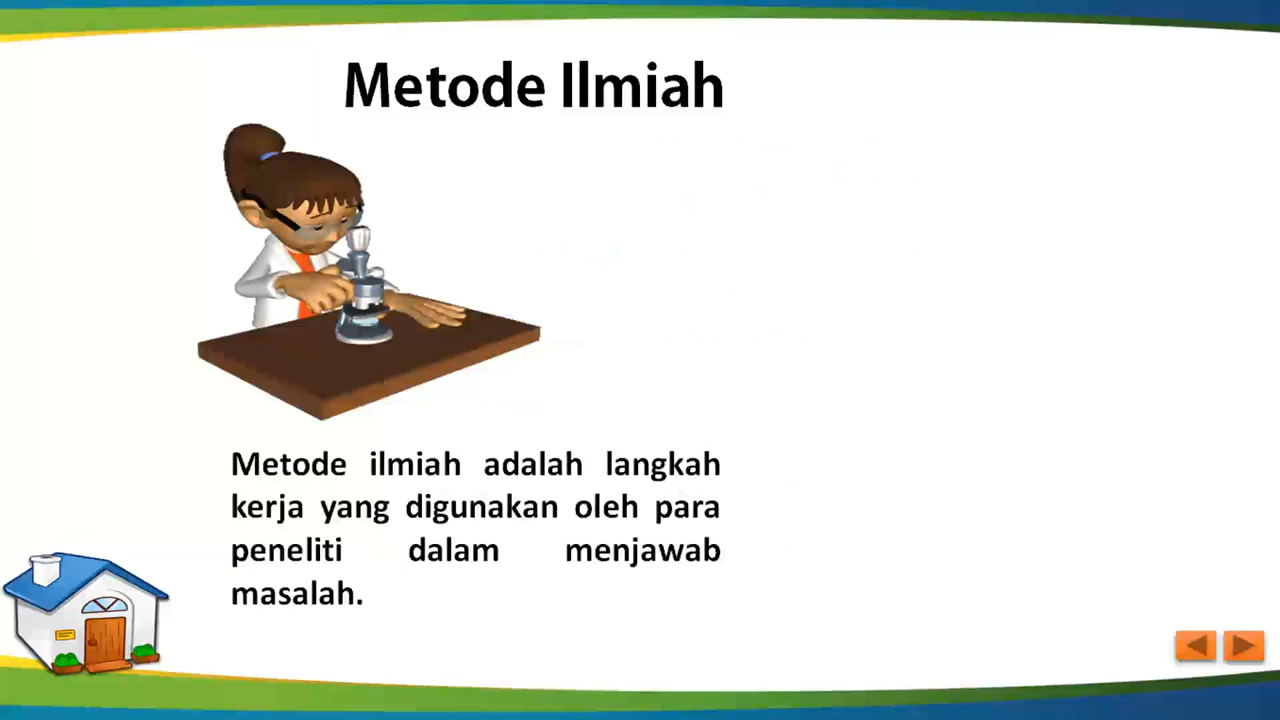 Metode Ilmiah
Metode ilmiah adalah langkah
kerja yang digunakan oleh para
peneliti dalam menjawab
masalah.